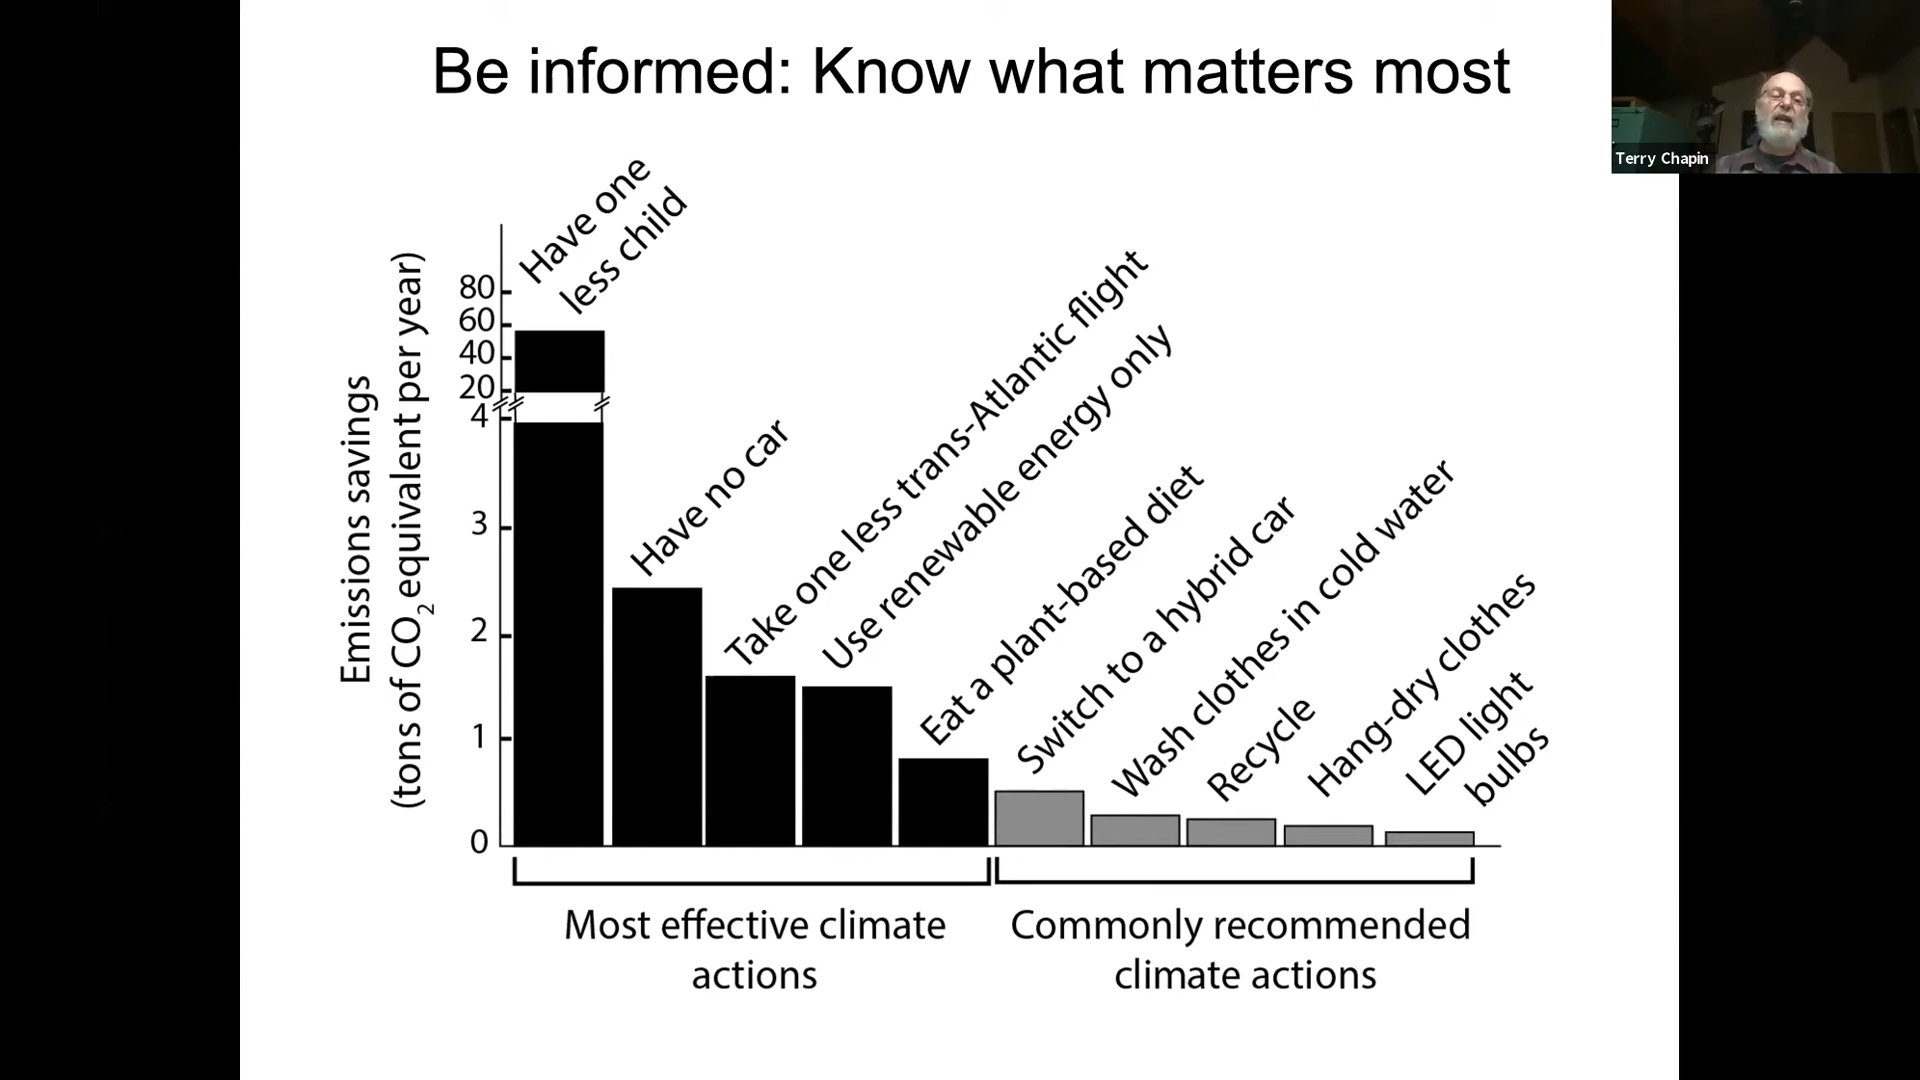 Be informed: Know what matters most
Terry Chapin
Emissions savings
(tons of CO₂ equivalent per year)
80
60
40
20
4
3
2
1
0
Have one
less child
Have no car
Take one less trans-Atlantic flight
Use renewable energy only
Eat a plant-based diet
Switch to a hybrid car
Wash clothes in cold water
Recycle
Hang-dry clothes
LED light
bulbs
Most effective climate
actions
Commonly recommended
climate actions